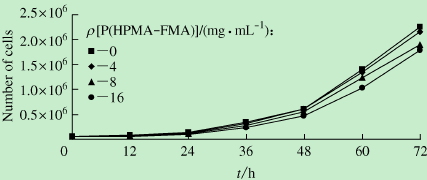 2.5×10⁶
ρ[P(HPMA-FMA)]/(mg·mL⁻¹):
2.0×10⁶
■—0
◆—4
1.5×10⁶
▲—8
1.0×10⁶
●—16
0.5×10⁶
Number of cells
0 12 24 36 48 60 72
t/h